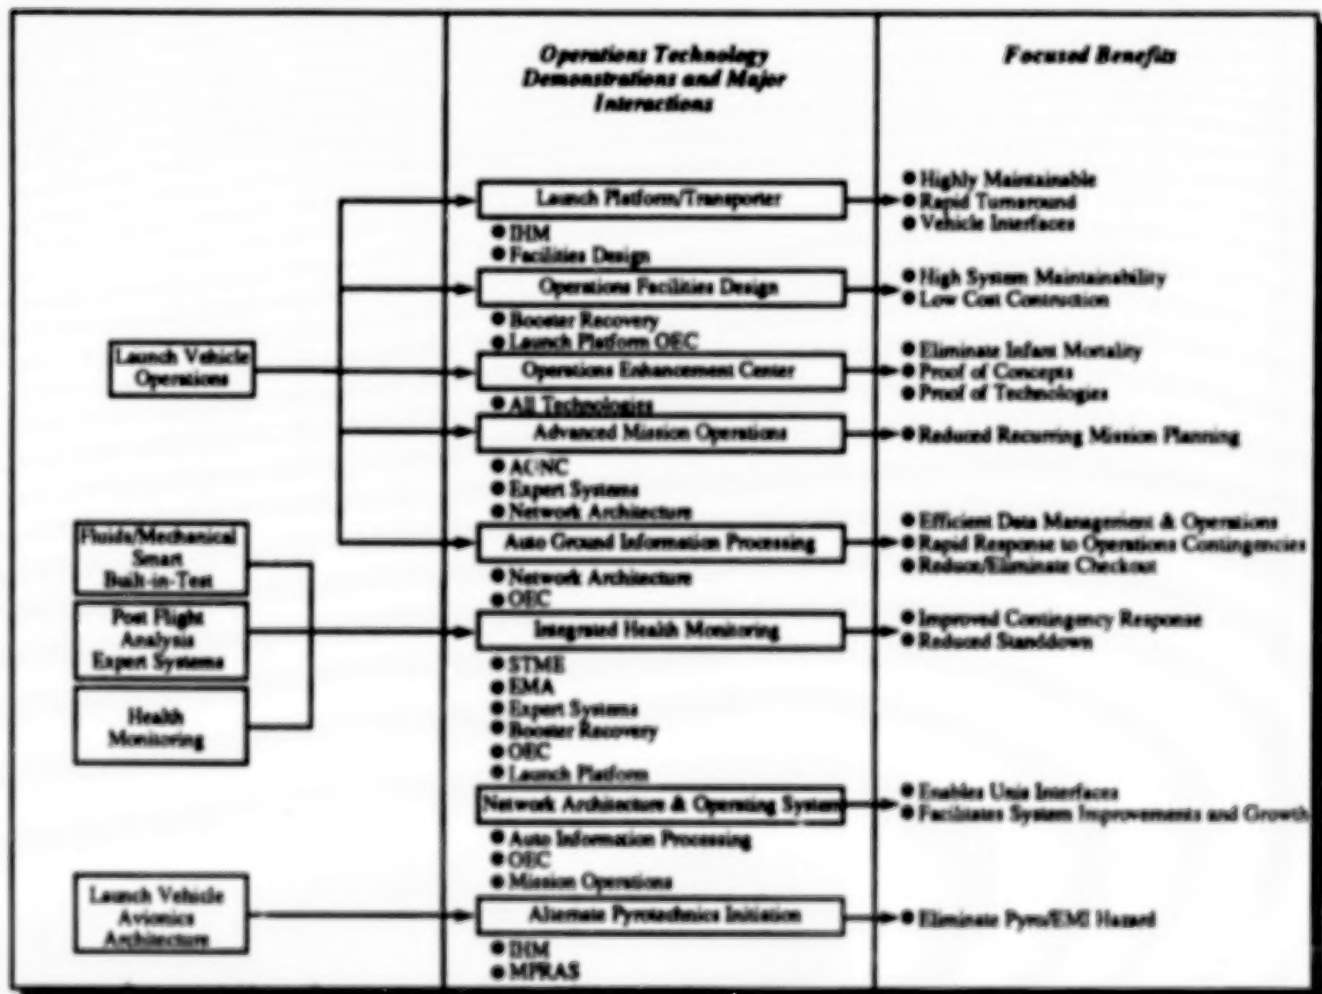 Operations Technology
Demonstrations and Major
Interactions
Focused Benefits
Launch Platform/Transporter
● IHM
● Facilities Design
● Highly Maintainable
● Rapid Turnaround
● Vehicle Interfaces
Operations Facilities Design
● Booster Recovery
● Launch Platform OEC
● High System Maintainability
● Low Cost Contruction
Launch Vehicle
Operations
Operations Enhancement Center
● All Technologies
● Eliminate Infant Mortality
● Proof of Concepts
● Proof of Technologies
Advanced Mission Operations
● AGNC
● Expert Systems
● Network Architecture
● Reduced Recurring Mission Planning
Auto Ground Information Processing
● Network Architecture
● OEC
● Efficient Data Management & Operations
● Rapid Response to Operations Contingencies
● Reduce/Eliminate Checkout
Fluids/Mechanical
Smart
Built-in-Test
Post Flight
Analysis
Expert Systems
Health
Monitoring
Integrated Health Monitoring
● STME
● EMA
● Expert Systems
● Booster Recovery
● OEC
● Launch Platform
● Improved Contingency Response
● Reduced Standdown
Network Architecture & Operating System
● Auto Information Processing
● OEC
● Mission Operations
● Enables Interfaces
● Facilitates System Improvements and Growth
Launch Vehicle
Avionics
Architecture
Alternate Pyrotechnics Initiation
● IHM
● MPRAS
● Eliminate Pyro/EMI Hazard